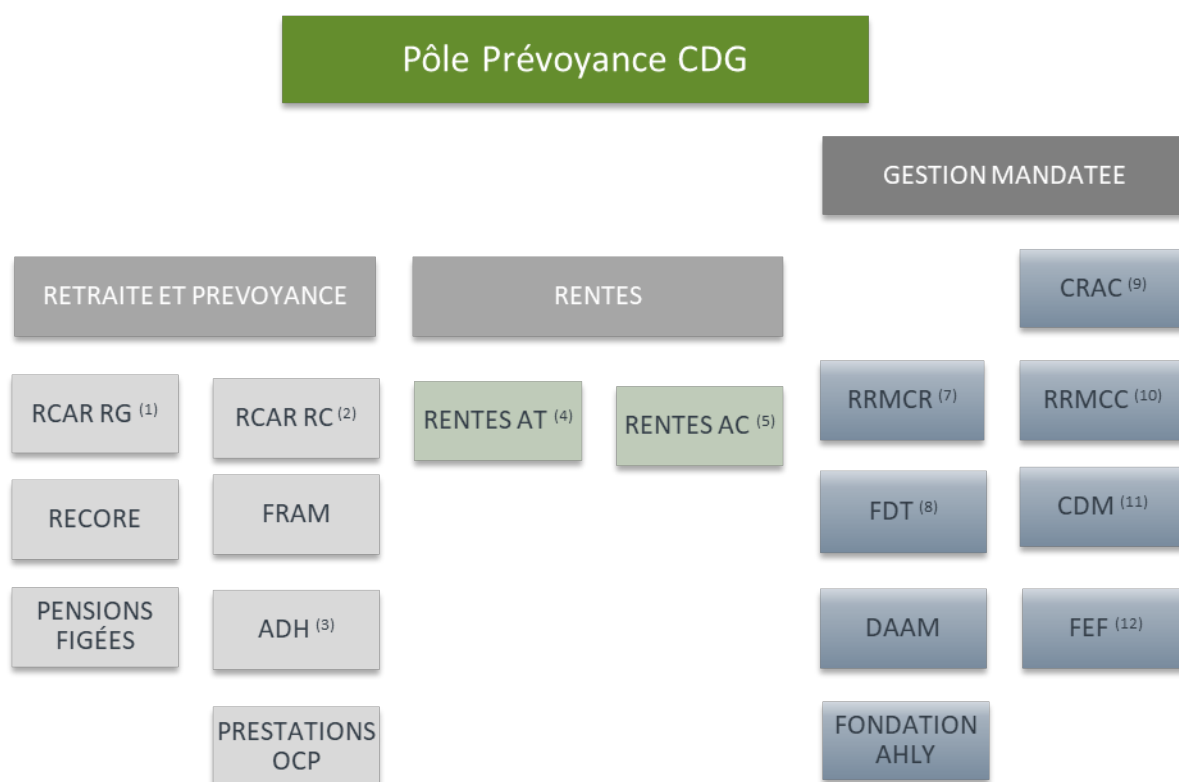 Pôle Prévoyance CDG
GESTION MANDATEE
RETRAITE ET PREVOYANCE
RENTES
CRAC (9)
RCAR RG (1)
RCAR RC (2)
RENTES AT (4)
RENTES AC (5)
RRMCR (7)
RRMCC (10)
RECORE
FRAM
FDT (8)
CDM (11)
PENSIONS
FIGÉES
ADH (3)
DAAM
FEF (12)
PRESTATIONS
OCP
FONDATION
AHLY